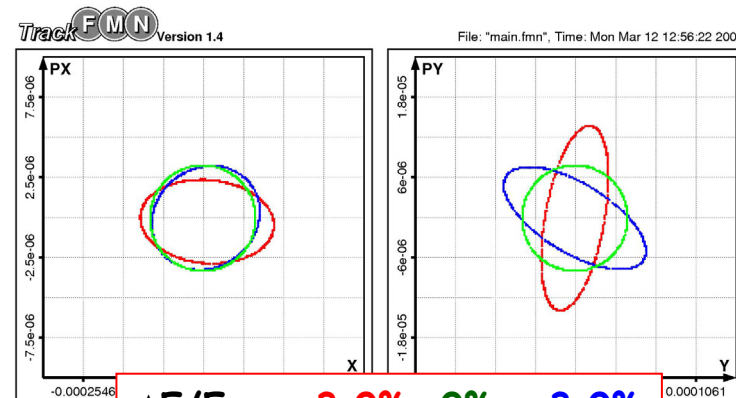 Track FMN Version 1.4
File: "main.fmn", Time: Mon Mar 12 12:56:22 200
PX
7.5e-06
2.5e-06
-2.5e-06
-7.5e-06
X
-0.0002546
PY
1.8e-05
6e-06
-6e-06
-1.8e-05
Y
0.0001061